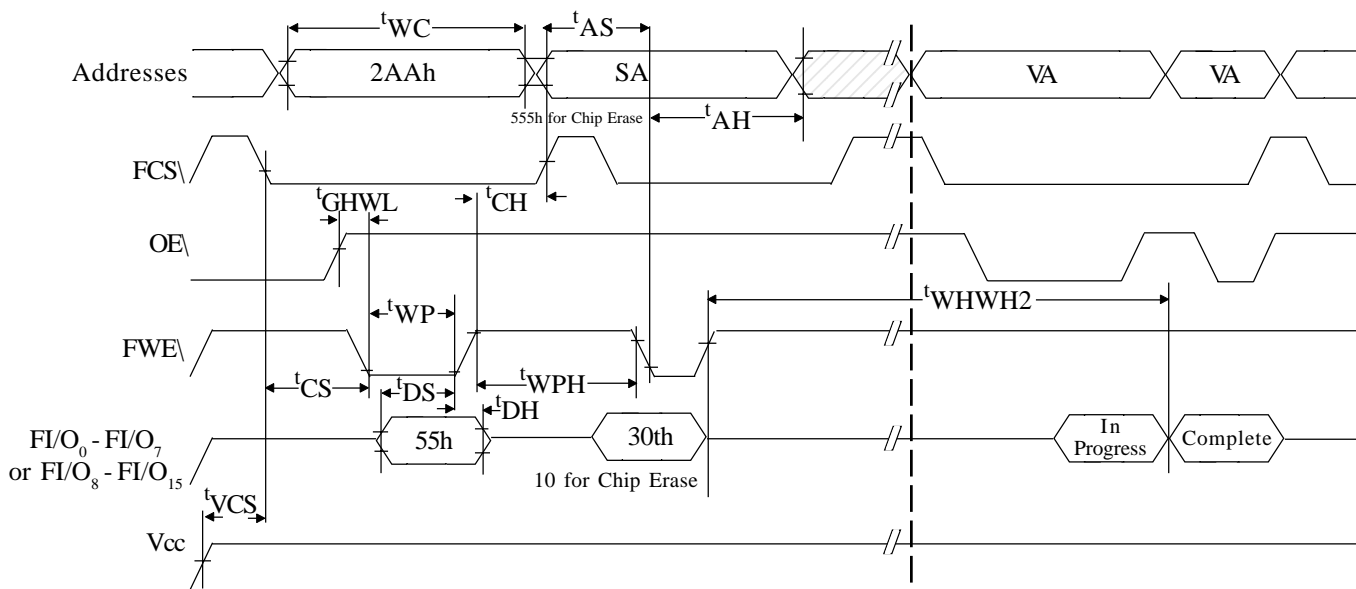 tWC
tAS
Addresses
2AAh
SA
VA
VA
555h for Chip Erase
tAH
FCS\
tGHWL
tCH
OE\
tWP
tWHWH2
FWE\
tCS
tDS
tWPH
tDH
FI/O0 - FI/O7
or FI/O8 - FI/O15
55h
30th
In
Progress
Complete
10 for Chip Erase
tVCS
Vcc